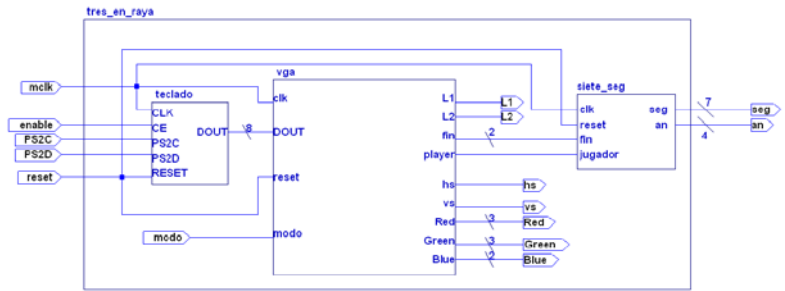 tres_en_raya
vga
siete_seg
mclk
teclado
clk
L1
L1
clk
seg
7
seg
CLK
enable
CE
L2
L2
reset
an
an
PS2C
PS2C
DOUT
8
DOUT
fin
2
fin
4
PS2D
PS2D
player
jugador
reset
RESET
reset
hs
hs
vs
vs
Red
3
Red
modo
modo
Green
3
Green
Blue
2
Blue